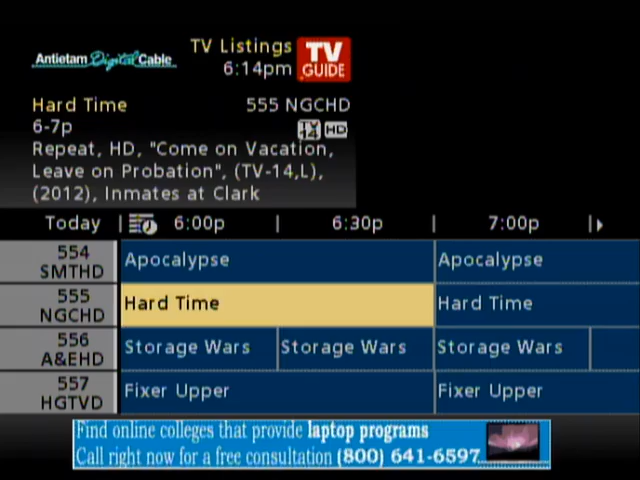 Antietam Digital Cable
TV Listings
6:14pm
TV
GUIDE
Hard Time 555 NGCHD
6-7p
TV
14 HD
Repeat, HD, "Come on Vacation,
Leave on Probation", (TV-14,L),
(2012), Inmates at Clark
Today 6:00p 6:30p 7:00p
554
SMTHD
Apocalypse Apocalypse
555
NGCHD
Hard Time Hard Time
556
A&EHD
Storage Wars Storage Wars Storage Wars
557
HGTVD
Fixer Upper Fixer Upper
Find online colleges that provide laptop programs
Call right now for a free consultation (800) 641-6597